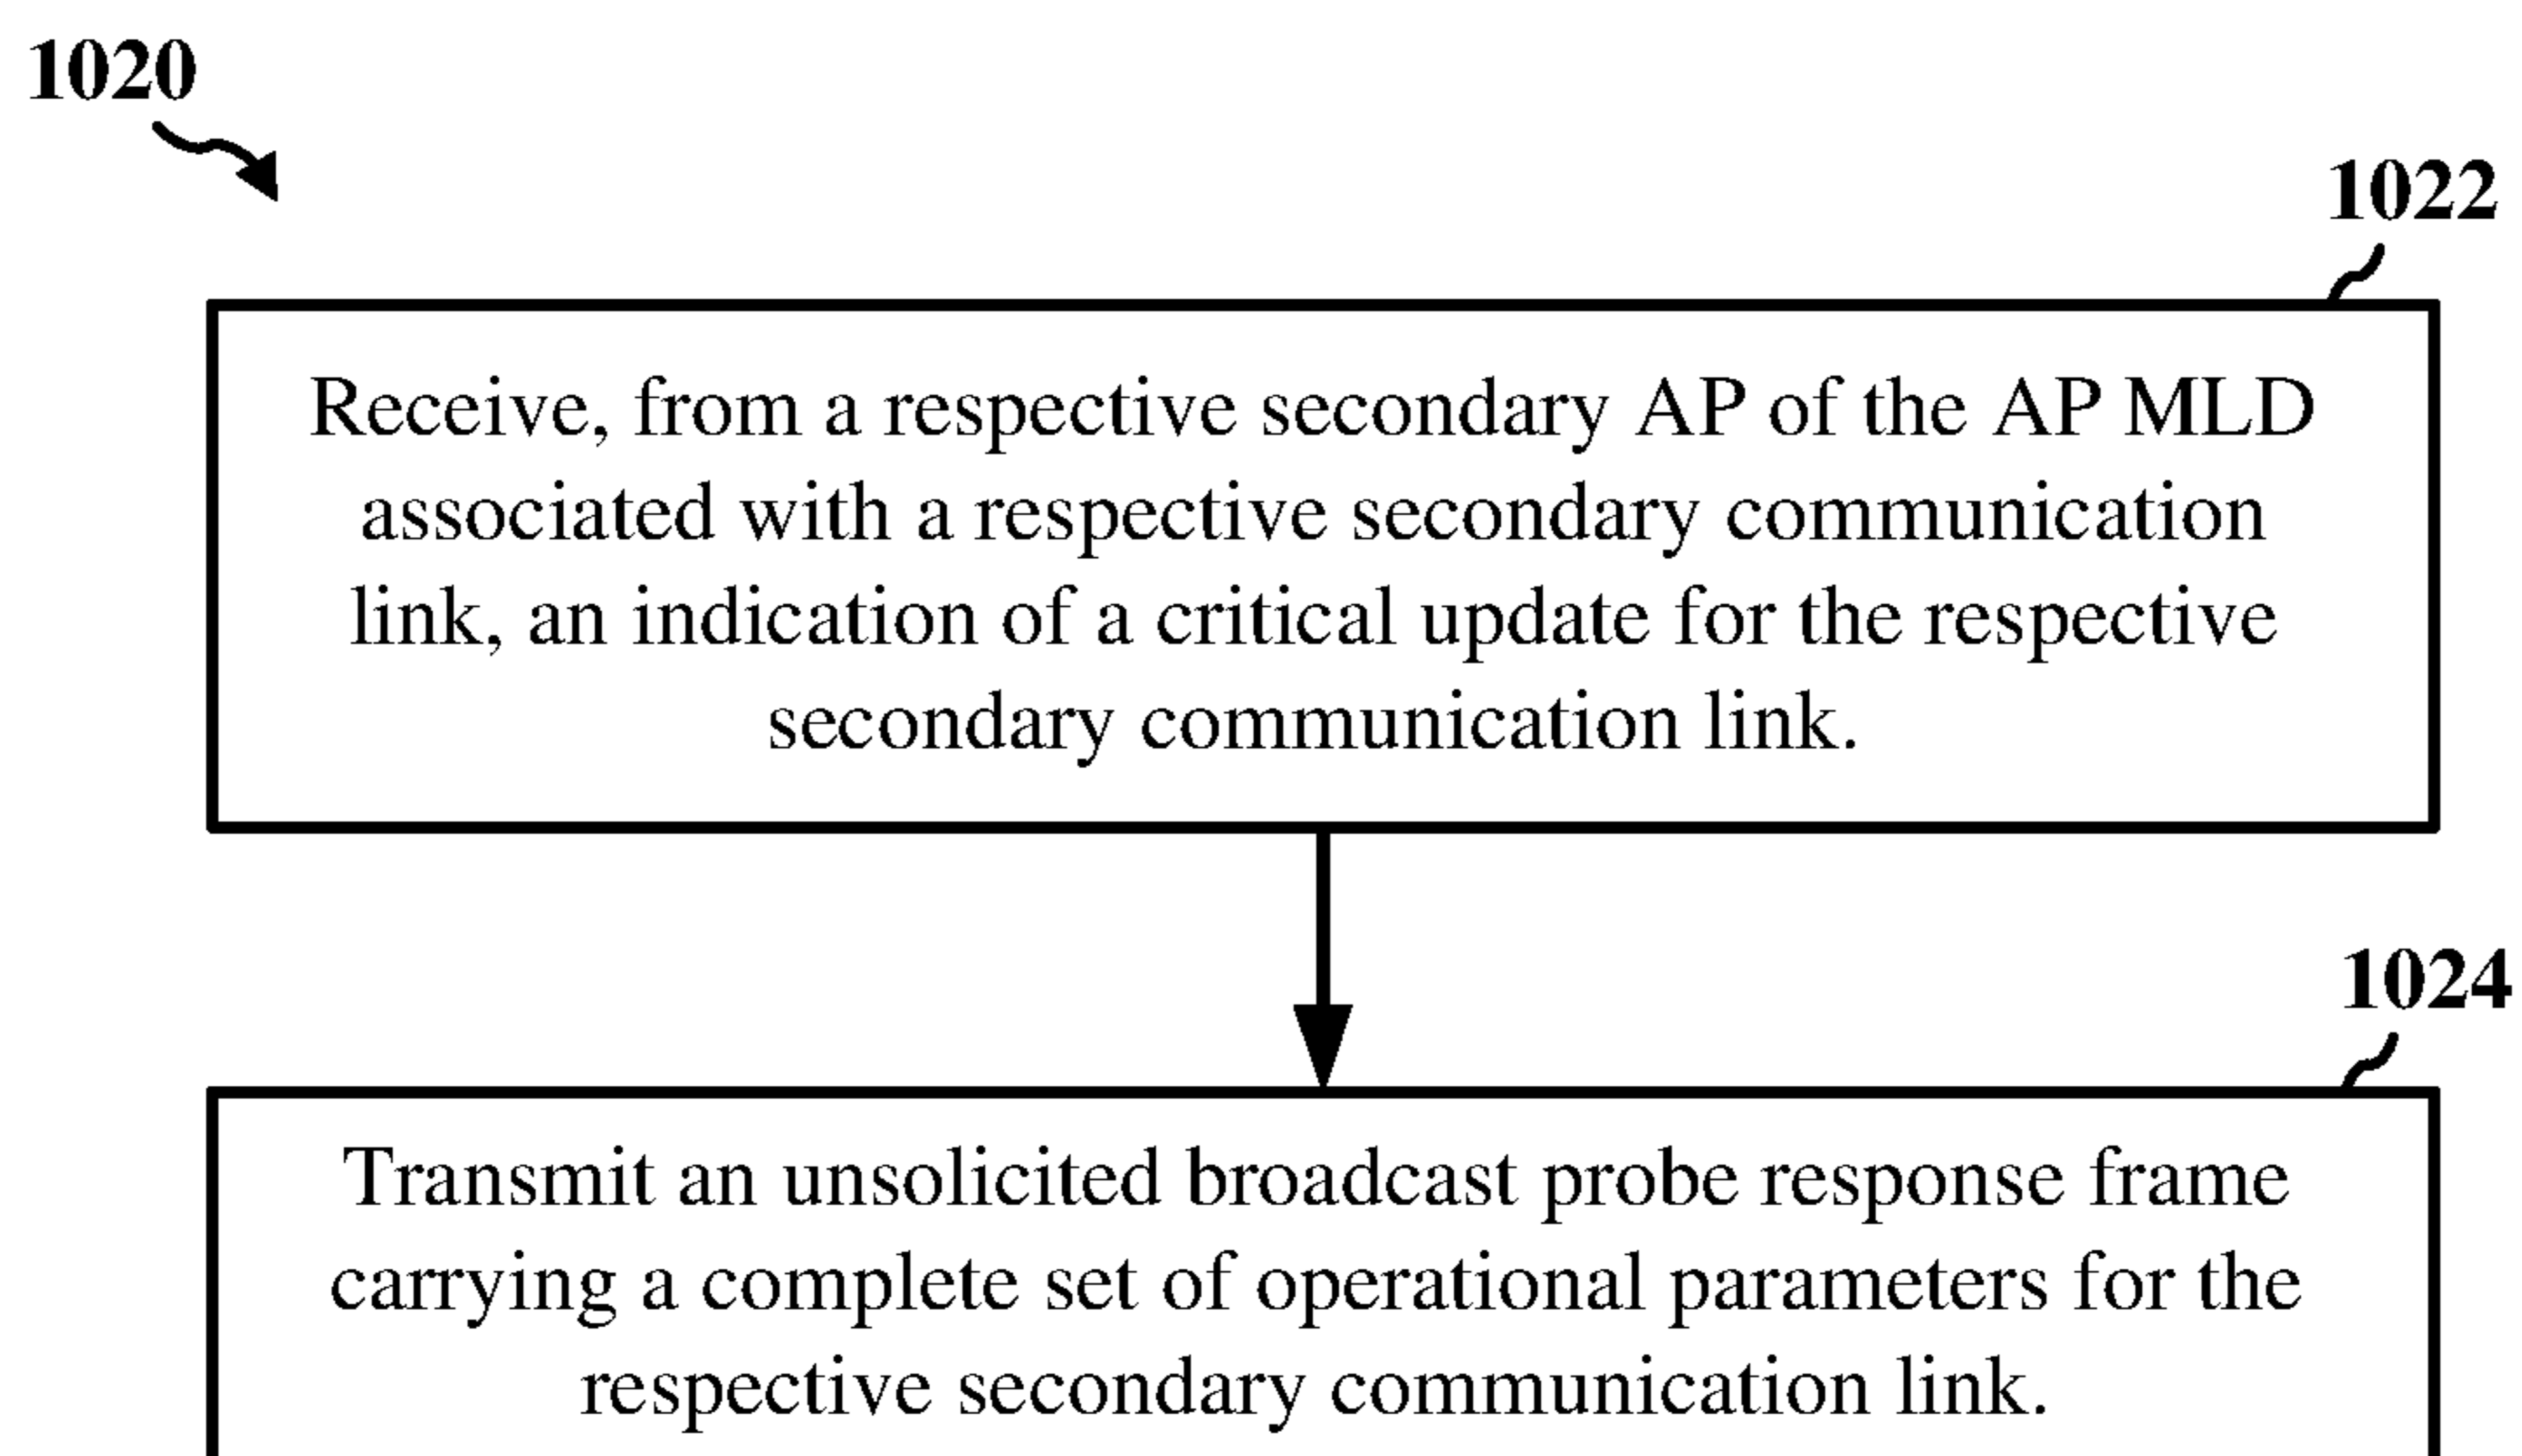 1020
1022
Receive, from a respective secondary AP of the AP MLD
associated with a respective secondary communication
link, an indication of a critical update for the respective
secondary communication link.
1024
Transmit an unsolicited broadcast probe response frame
carrying a complete set of operational parameters for the
respective secondary communication link.